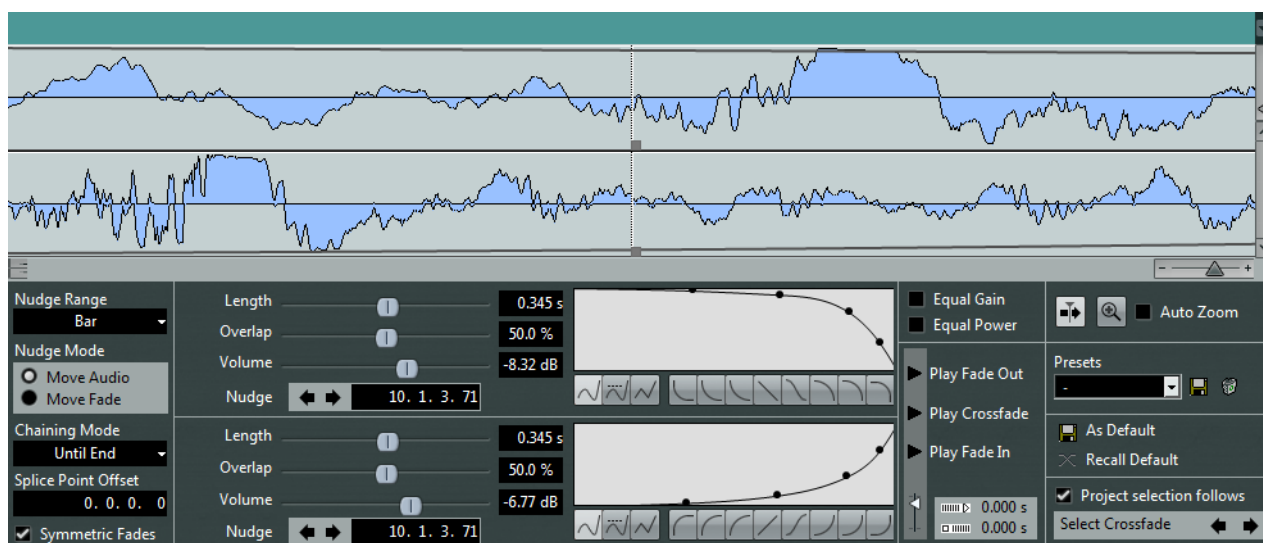 Nudge Range
Bar
Nudge Mode
Move Audio
Move Fade
Chaining Mode
Until End
Splice Point Offset
0. 0. 0. 0
Symmetric Fades
Length 0.345 s
Overlap 50.0 %
Volume -8.32 dB
Nudge 10. 1. 3. 71
Length 0.345 s
Overlap 50.0 %
Volume -6.77 dB
Nudge 10. 1. 3. 71
Equal Gain
Equal Power
Play Fade Out
Play Crossfade
Play Fade In
0.000 s
0.000 s
Auto Zoom
Presets
-
As Default
Recall Default
Project selection follows
Select Crossfade